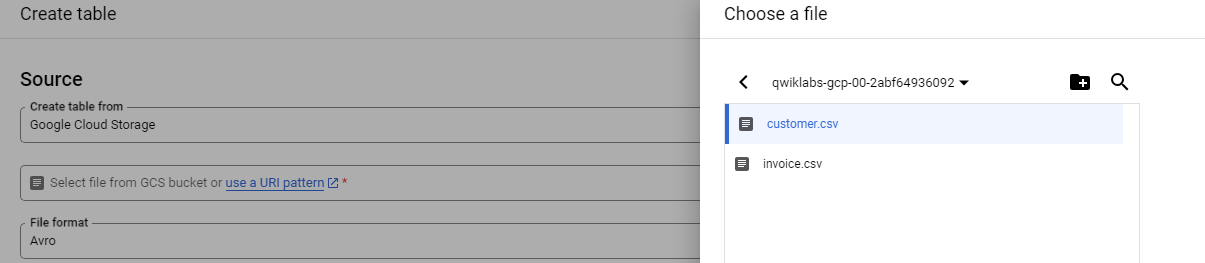 Create table
Source
Create table from
Google Cloud Storage
Select file from GCS bucket or use a URI pattern *
File format
Avro
Choose a file
qwiklabs-gcp-00-2abf64936092
customer.csv
invoice.csv